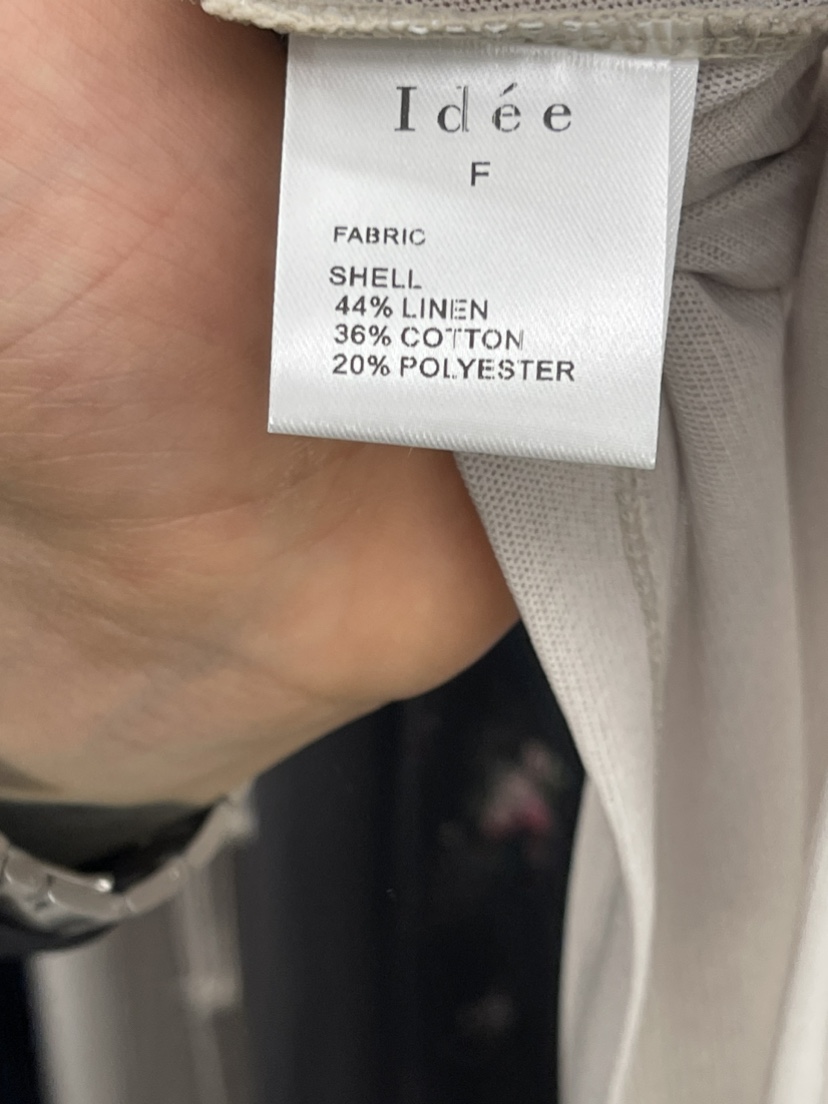 Idée
F
FABRIC
SHELL
44% LINEN
36% COTTON
20% POLYESTER